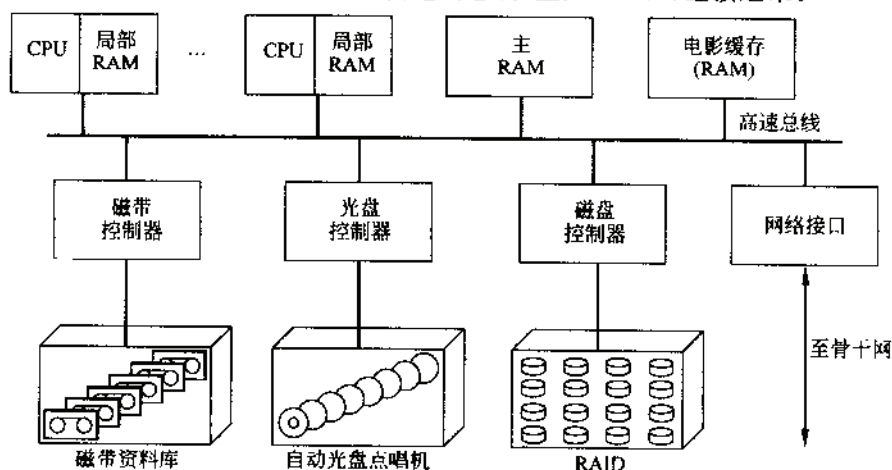 CPU
局部
RAM
…
CPU
局部
RAM
主
RAM
电影缓存
(RAM)
高速总线
磁带
控制器
光盘
控制器
磁盘
控制器
网络接口
至骨干网
磁带资料库
自动光盘点唱机
RAID